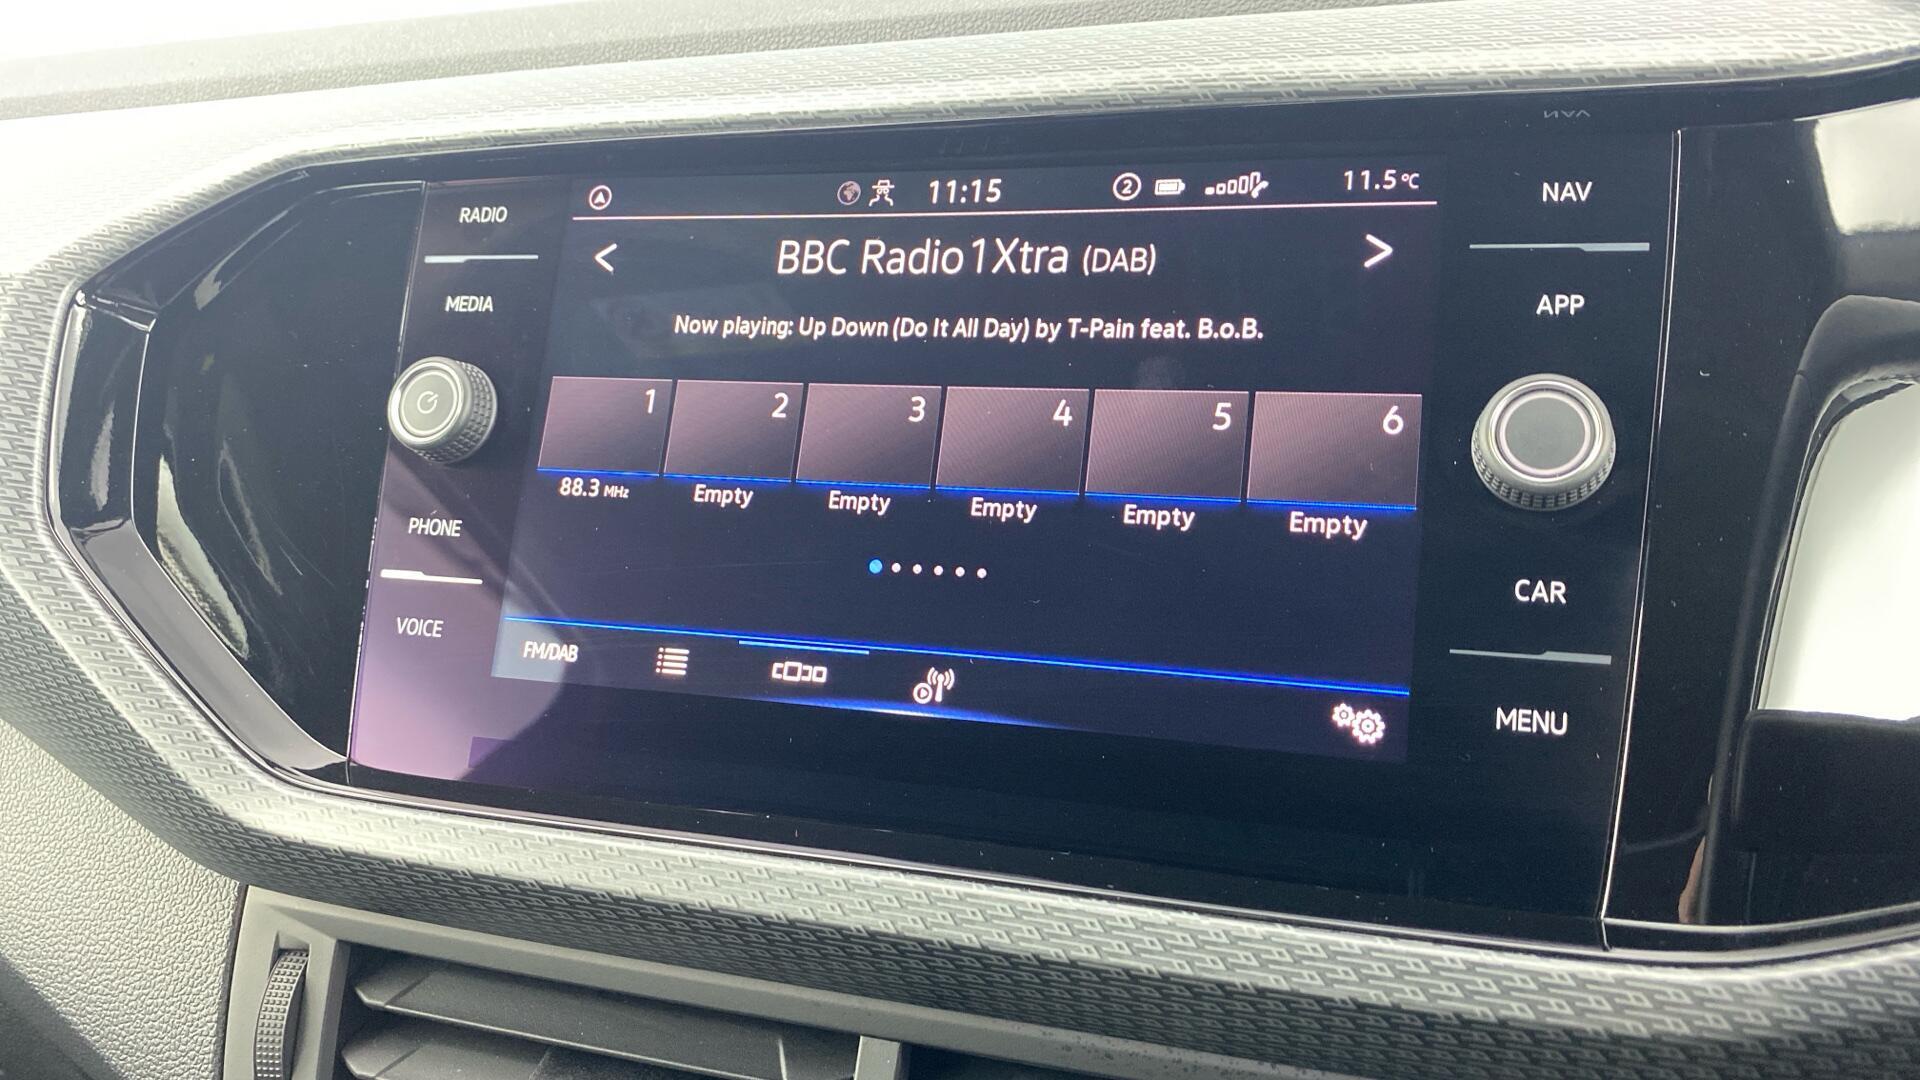 RADIO
MEDIA
PHONE
VOICE
11:15
2
11.5°C
BBC Radio 1Xtra (DAB)
Now playing: Up Down (Do It All Day) by T-Pain feat. B.o.B.
1
2
3
4
5
6
88.3 MHz
Empty
Empty
Empty
Empty
Empty
FM/DAB
NAV
APP
CAR
MENU